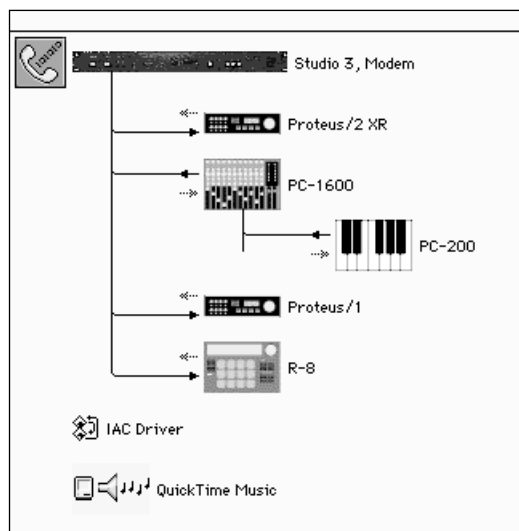 Studio 3, Modem
Proteus/2 XR
PC-1600
PC-200
Proteus/1
R-8
IAC Driver
QuickTime Music